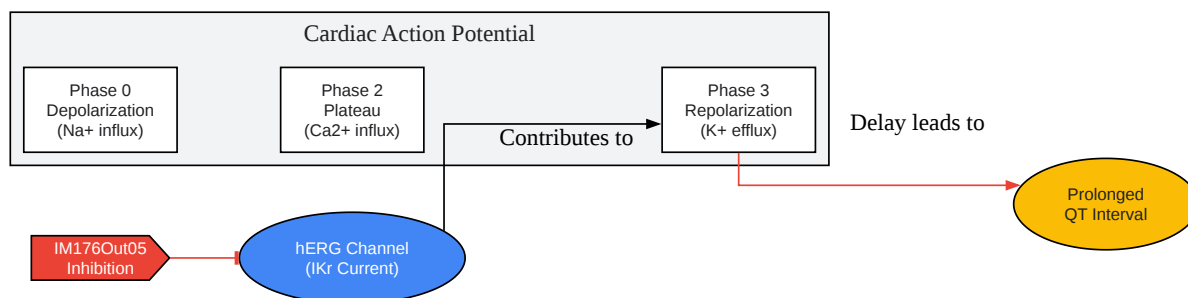 Cardiac Action Potential
Phase 0
Depolarization
(Na+ influx)
Phase 2
Plateau
(Ca2+ influx)
Phase 3
Repolarization
(K+ efflux)
Contributes to
Delay leads to
Prolonged
QT Interval
IM176Out05
Inhibition
hERG Channel
(IKr Current)